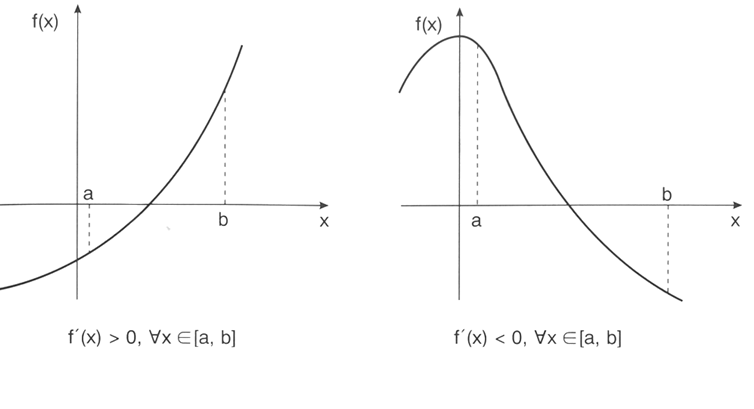 f(x)
a
b
x
f´(x) > 0, ∀x ∈[a, b]
f(x)
a
b
x
f´(x) < 0, ∀x ∈[a, b]